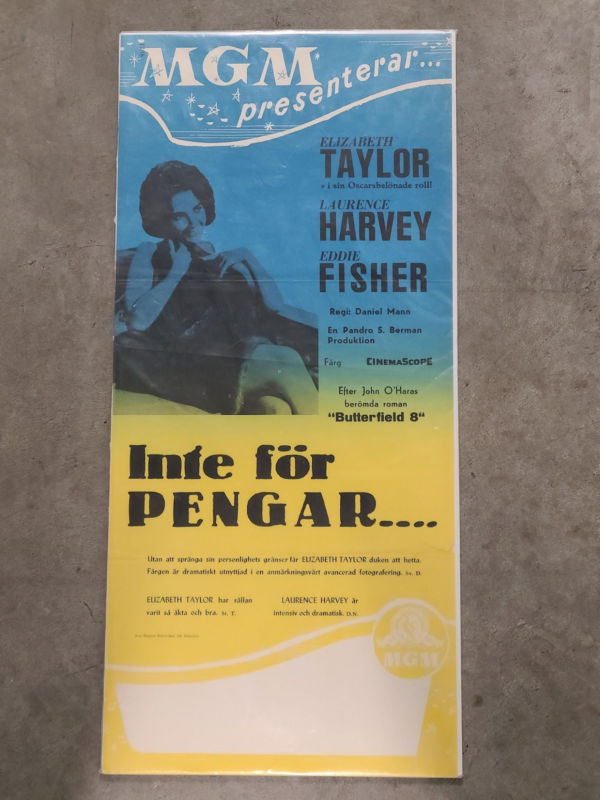 MGM
presenterar...
ELIZABETH
TAYLOR
- i sin Oscarsbelönade roll!
LAURENCE
HARVEY
EDDIE
FISHER
Regi: Daniel Mann
En Pandro S. Berman
Produktion
Färg CINEMASCOPE
Efter John O'Haras
berömda roman
"Butterfield 8"
Inte för
PENGAR....
Utan att spränga sin personlighets gränser får ELIZABETH TAYLOR duken att hetta.
Färgen är dramatiskt utnyttjad i en anmärkningsvärt avancerad fotografering. Sv. D.
ELIZABETH TAYLOR har sällan
varit så äkta och bra. St. T.
LAURENCE HARVEY är
intensiv och dramatisk. D.N.
MGM